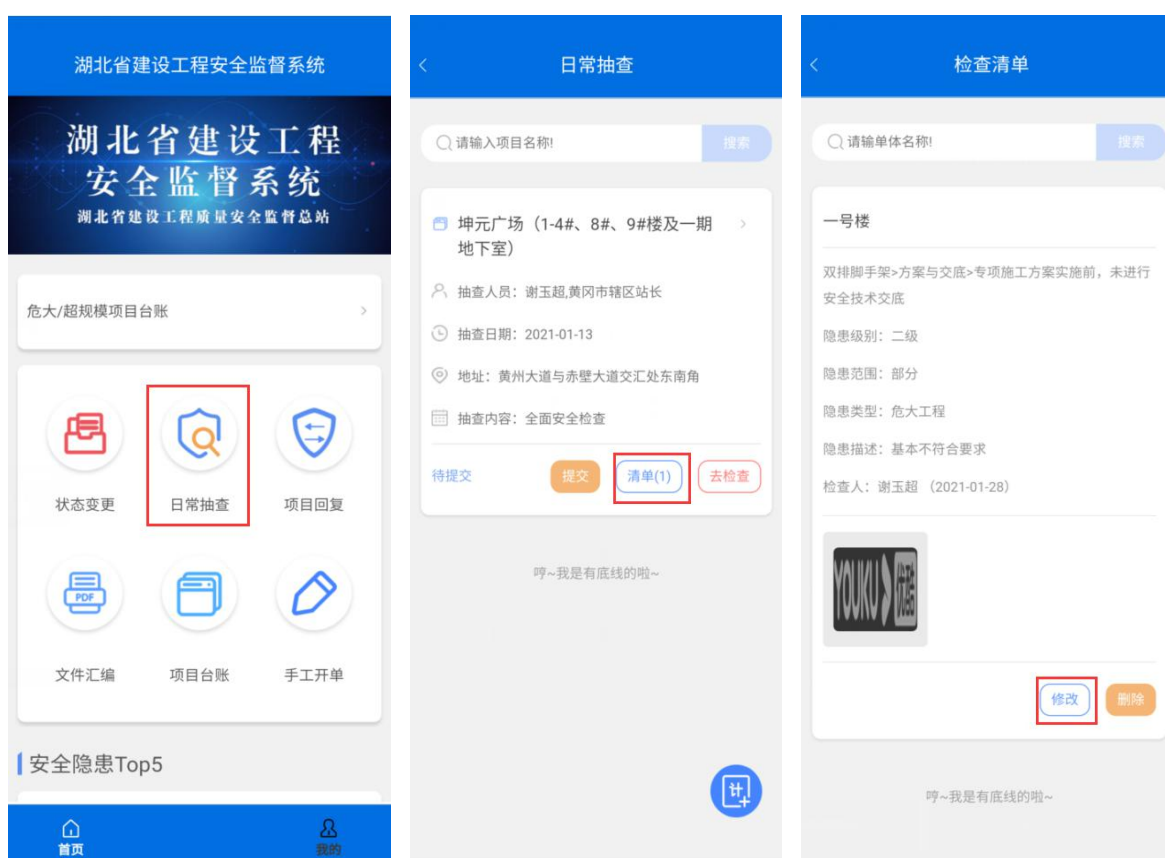 湖北省建设工程安全监督系统
湖北省建设工程
安全监督系统
湖北省建设工程质量安全监督总站
危大/超规模项目台账
状态变更
日常抽查
项目回复
PDF
文件汇编
项目台账
手工开单
安全隐患Top5
首页
我的
日常抽查
请输入项目名称!
搜索
坤元广场（1-4#、8#、9#楼及一期
地下室）
抽查人员：谢玉超,黄冈市辖区站长
抽查日期：2021-01-13
地址：黄州大道与赤壁大道交汇处东南角
抽查内容：全面安全检查
待提交
提交
清单(1)
去检查
哼~我是有底线的啦~
计
检查清单
请输单体名称!
搜索
一号楼
双排脚手架>方案与交底>专项施工方案实施前，未进行
安全技术交底
隐患级别：二级
隐患范围：部分
隐患类型：危大工程
隐患描述：基本不符合要求
检查人：谢玉超 （2021-01-28）
YOUKU 优酷
修改
删除
哼~我是有底线的啦~